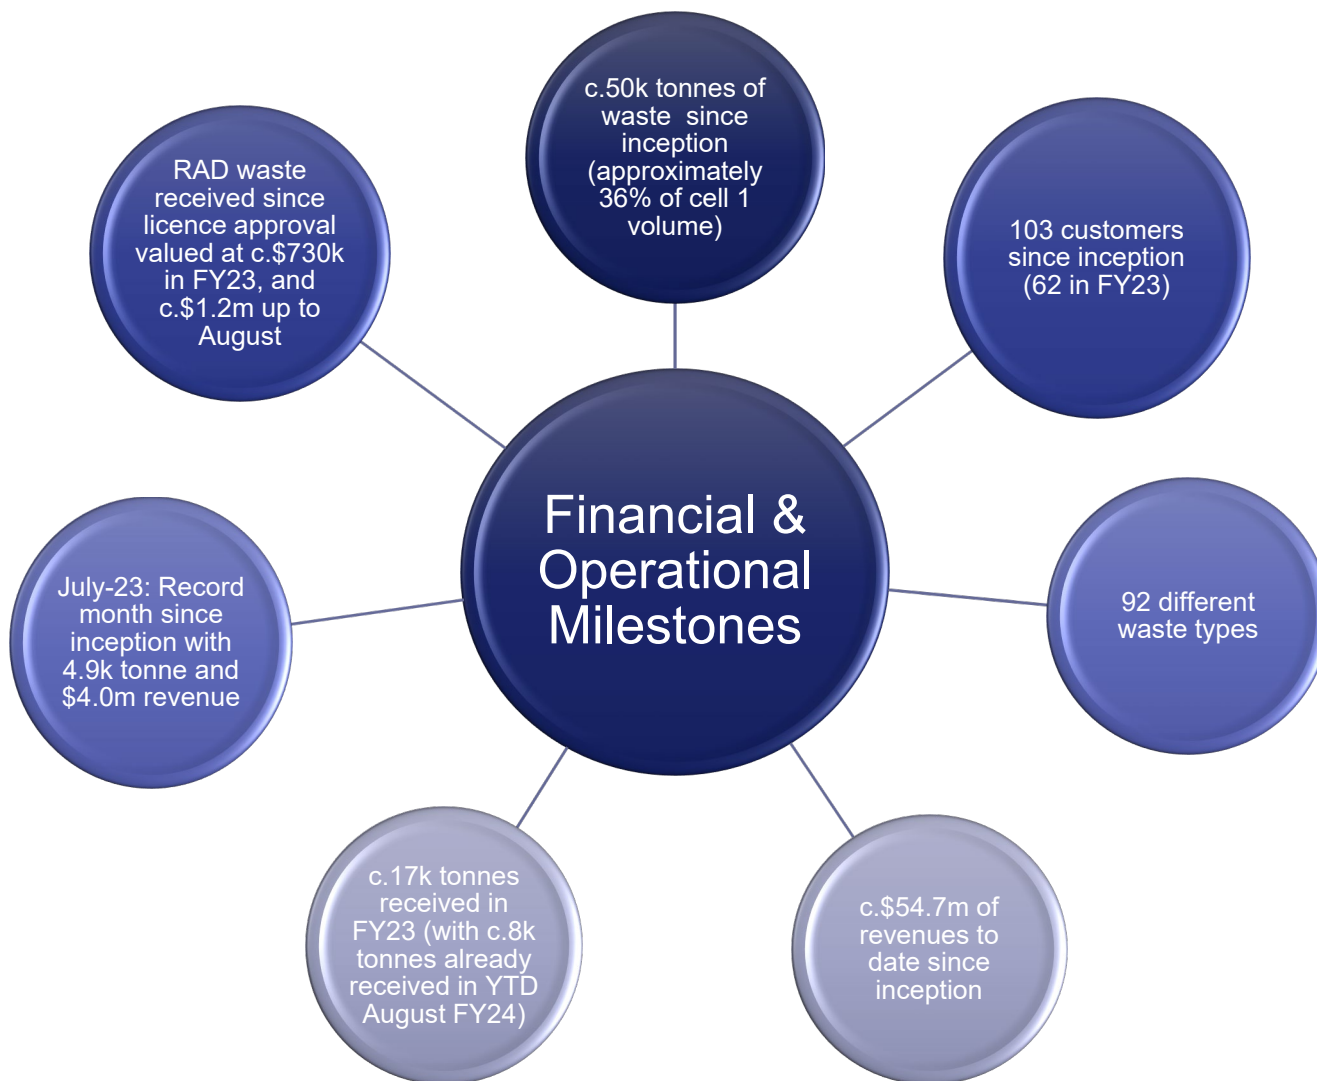 c.50k tonnes of
waste since
inception
(approximately
36% of cell 1
volume)
103 customers
since inception
(62 in FY23)
92 different
waste types
c.$54.7m of
revenues to
date since
inception
c.17k tonnes
received in
FY23 (with c.8k
tonnes already
received in YTD
August FY24)
July-23: Record
month since
inception with
4.9k tonne and
$4.0m revenue
RAD waste
received since
licence approval
valued at c.$730k
in FY23, and
c.$1.2m up to
August
Financial &
Operational
Milestones